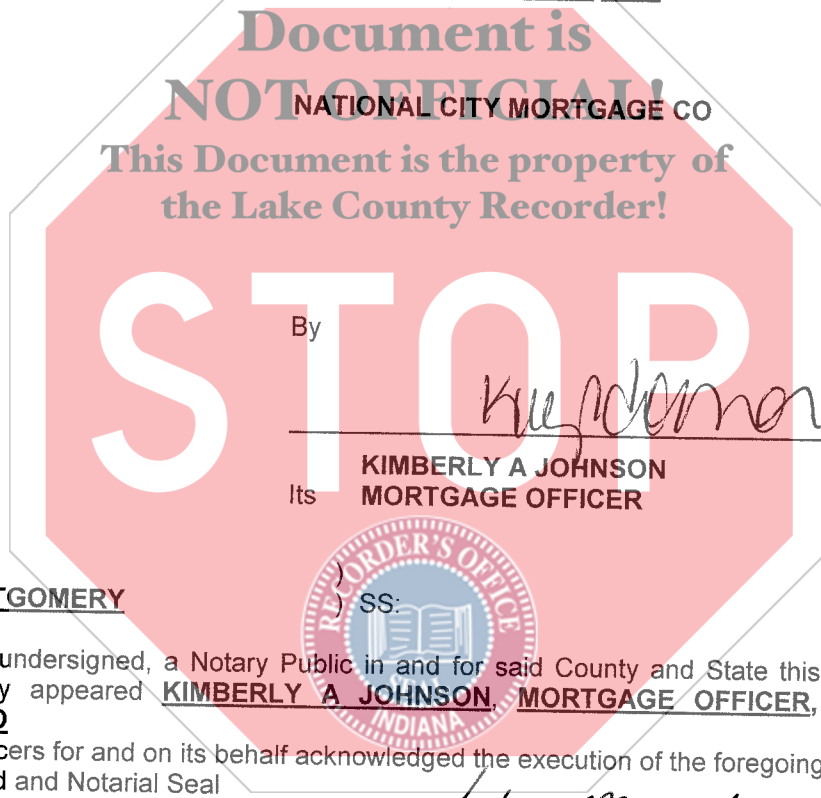 Document is
NOT OFFICIAL!
NATIONAL CITY MORTGAGE CO
This Document is the property of
the Lake County Recorder!
STOP
By
KIMBERLY A JOHNSON
Its MORTGAGE OFFICER
RECORDER'S OFFICE
SEAL
INDIANA
TGOMERY
)
) SS:
undersigned, a Notary Public in and for said County and State this
y appeared KIMBERLY A JOHNSON, MORTGAGE OFFICER,
O
cers for and on its behalf acknowledged the execution of the foregoing
d and Notarial Seal